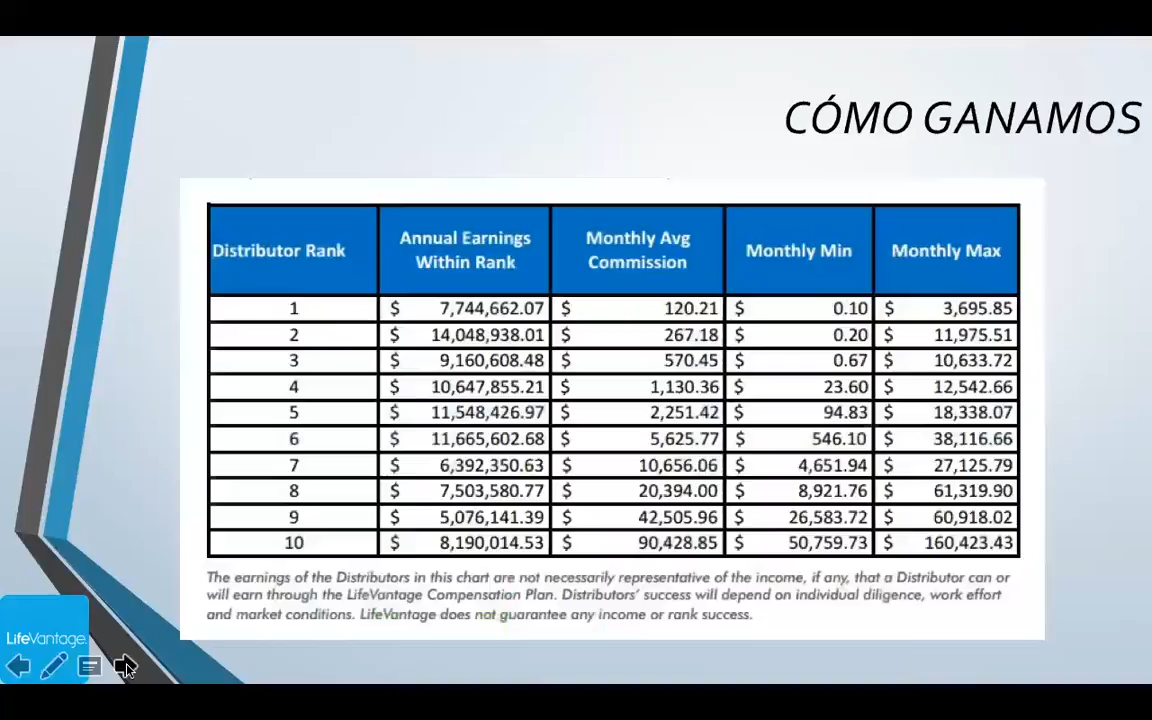 CÓMO GANAMOS
Distributor Rank Annual Earnings Within Rank Monthly Avg Commission Monthly Min Monthly Max
1 $ 7,744,662.07 $ 120.21 $ 0.10 $ 3,695.85
2 $ 14,048,938.01 $ 267.18 $ 0.20 $ 11,975.51
3 $ 9,160,608.48 $ 570.45 $ 0.67 $ 10,633.72
4 $ 10,647,855.21 $ 1,130.36 $ 23.60 $ 12,542.66
5 $ 11,548,426.97 $ 2,251.42 $ 94.83 $ 18,338.07
6 $ 11,665,602.68 $ 5,625.77 $ 546.10 $ 38,116.66
7 $ 6,392,350.63 $ 10,656.06 $ 4,651.94 $ 27,125.79
8 $ 7,503,580.77 $ 20,394.00 $ 8,921.76 $ 61,319.90
9 $ 5,076,141.39 $ 42,505.96 $ 26,583.72 $ 60,918.02
10 $ 8,190,014.53 $ 90,428.85 $ 50,759.73 $ 160,423.43
The earnings of the Distributors in this chart are not necessarily representative of the income, if any, that a Distributor can or
will earn through the LifeVantage Compensation Plan. Distributors' success will depend on individual diligence, work effort
and market conditions. LifeVantage does not guarantee any income or rank success.
LifeVantage